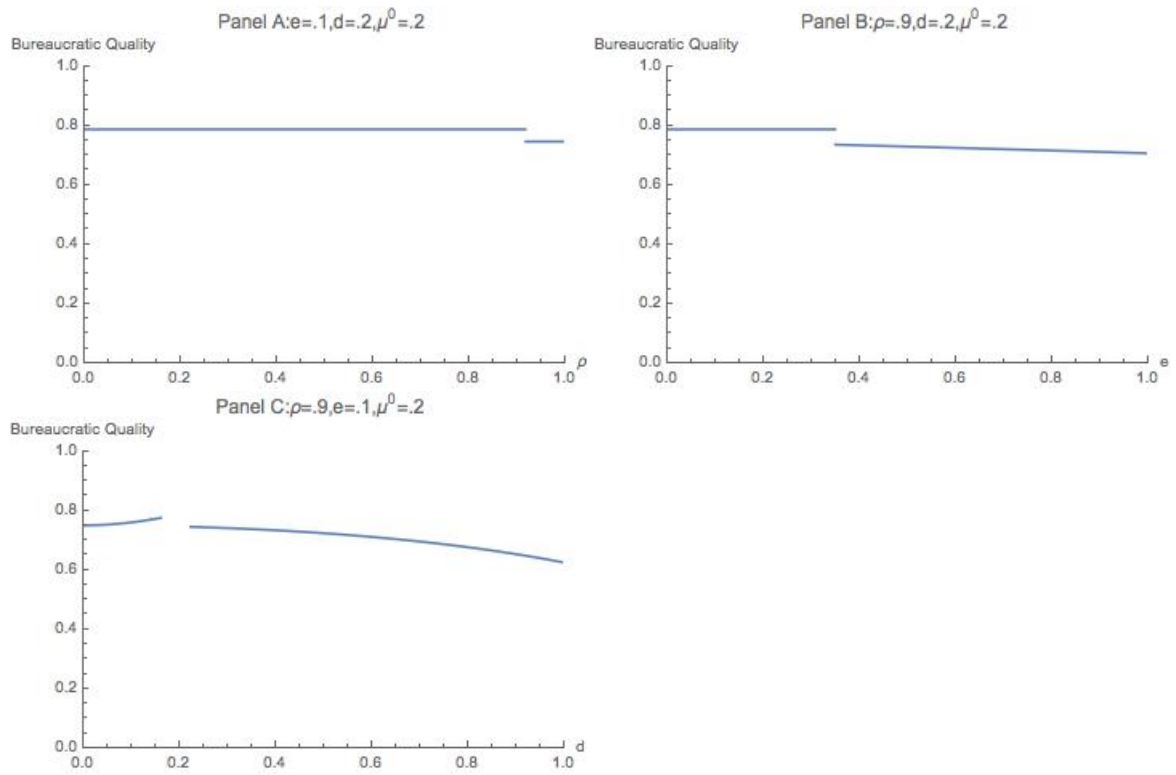 Panel A:e=.1,d=.2,μ⁰=.2
Bureaucratic Quality
1.0
0.8
0.6
0.4
0.2
0.0
0.0 0.2 0.4 0.6 0.8 1.0 ρ
Panel B:ρ=.9,d=.2,μ⁰=.2
Bureaucratic Quality
1.0
0.8
0.6
0.4
0.2
0.0
0.0 0.2 0.4 0.6 0.8 1.0 e
Panel C:ρ=.9,e=.1,μ⁰=.2
Bureaucratic Quality
1.0
0.8
0.6
0.4
0.2
0.0
0.0 0.2 0.4 0.6 0.8 1.0 d